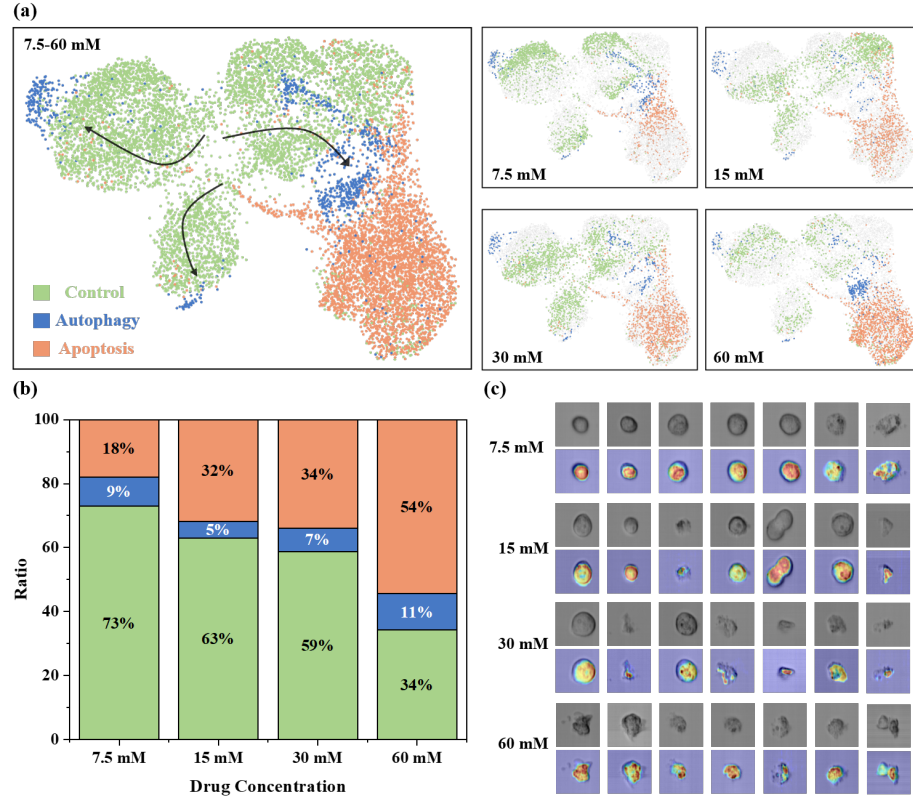 (a)
7.5-60 mM
Control
Autophagy
Apoptosis
7.5 mM
15 mM
30 mM
60 mM
(b)
Ratio
100
80
60
40
20
0
18%
9%
73%
32%
5%
63%
34%
7%
59%
54%
11%
34%
7.5 mM
15 mM
30 mM
60 mM
Drug Concentration
(c)
7.5 mM
15 mM
30 mM
60 mM